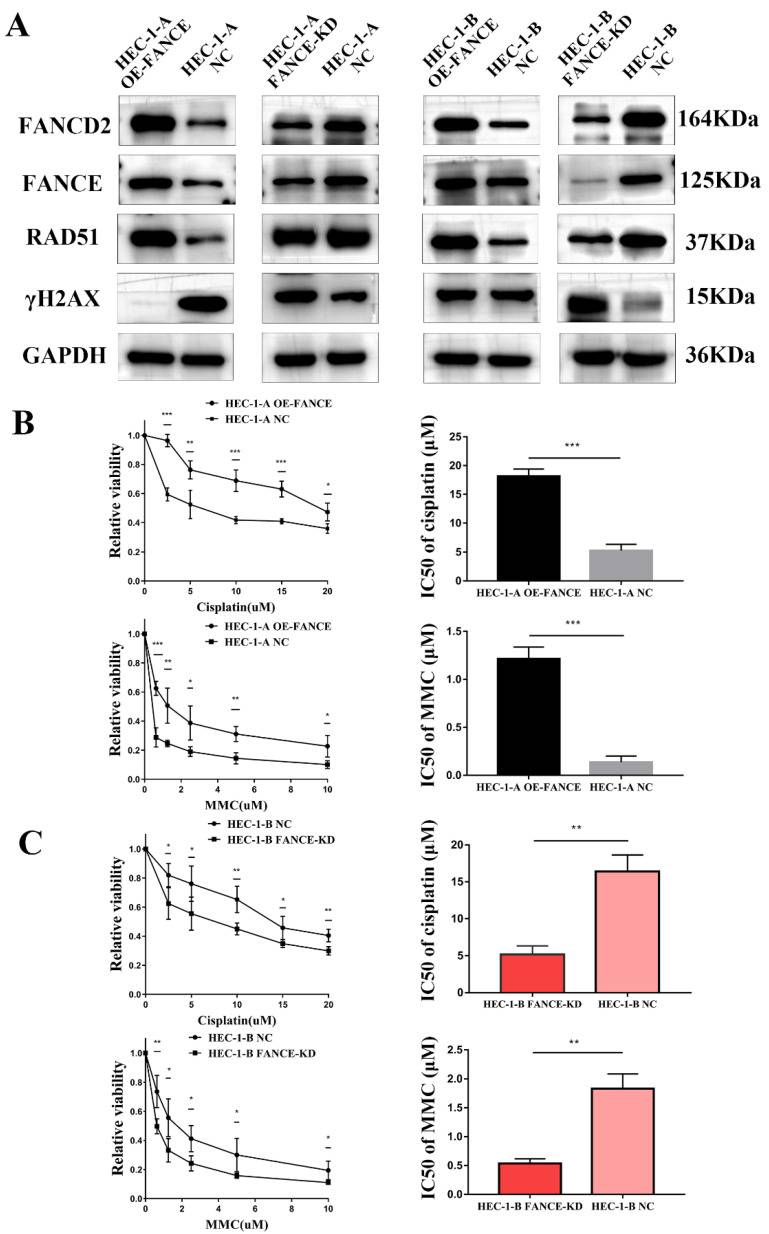 A
HEC-1-A
OE-FANCE
HEC-1-A
NC
HEC-1-A
FANCE-KD
HEC-1-A
NC
HEC-1-B
OE-FANCE
HEC-1-B
NC
HEC-1-B
FANCE-KD
HEC-1-B
NC
FANCD2
164KDa
FANCE
125KDa
RAD51
37KDa
γH2AX
15KDa
GAPDH
36KDa
B
HEC-1-A OE-FANCE
HEC-1-A NC
Relative viability
1.0
0.8
0.6
0.4
0.2
0.0
*** ** *** *** *
0 5 10 15 20
Cisplatin(uM)
IC50 of cisplatin (μM)
25
20
15
10
5
0
***
HEC-1-A OE-FANCE HEC-1-A NC
HEC-1-A OE-FANCE
HEC-1-A NC
Relative viability
1.0
0.8
0.6
0.4
0.2
0.0
*** ** * ** *
0 2 4 6 8 10
MMC(uM)
IC50 of MMC (μM)
1.5
1.0
0.5
0.0
***
HEC-1-A OE-FANCE HEC-1-A NC
C
HEC-1-B NC
HEC-1-B FANCE-KD
Relative viability
1.0
0.8
0.6
0.4
0.2
0.0
* * ** * **
0 5 10 15 20
Cisplatin(uM)
IC50 of cisplatin (μM)
20
15
10
5
0
**
HEC-1-B FANCE-KD HEC-1-B NC
HEC-1-B NC
HEC-1-B FANCE-KD
Relative viability
1.0
0.8
0.6
0.4
0.2
0.0
** * * * *
0 2 4 6 8 10
MMC(uM)
IC50 of MMC (μM)
2.5
2.0
1.5
1.0
0.5
0.0
**
HEC-1-B FANCE-KD HEC-1-B NC